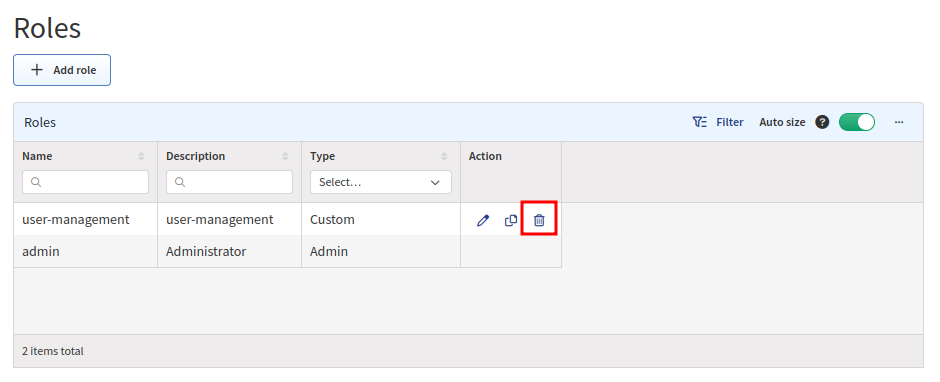 Roles
Add role
Roles Filter Auto size ? ...
Name Description Type Action
Select...
user-management user-management Custom
admin Administrator Admin
2 items total